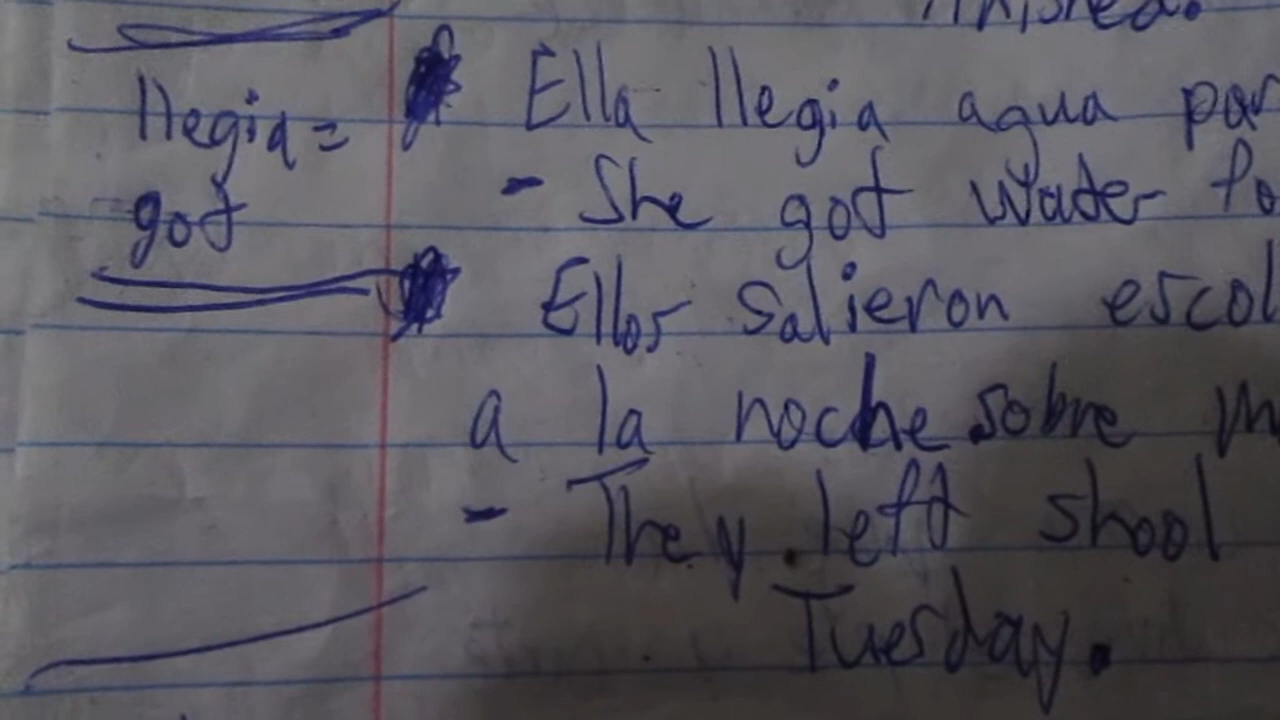 llegia = Ella llegia agua par
got - She got water fo
Ellos salieron escol
a la noche sobre m
- They left shool
Tuesday.